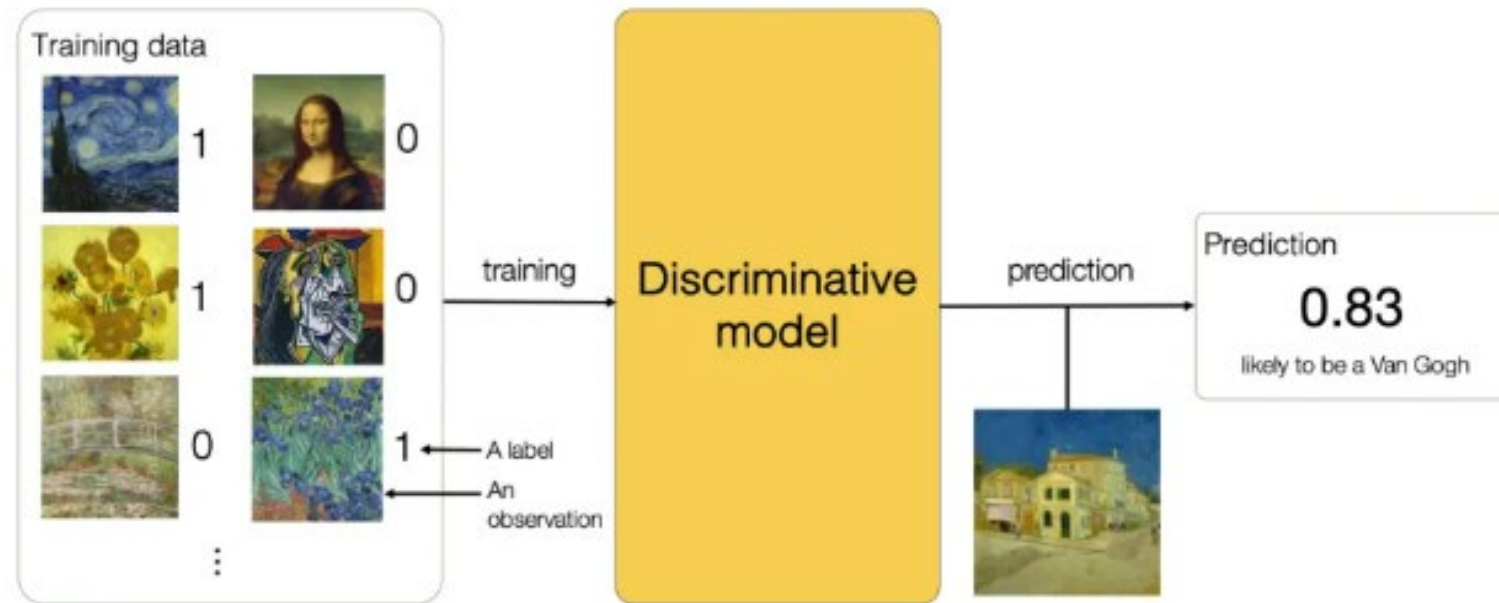 Training data
1
0
1
0
0
1
A label
An
observation
⋮
training
Discriminative
model
prediction
Prediction
0.83
likely to be a Van Gogh